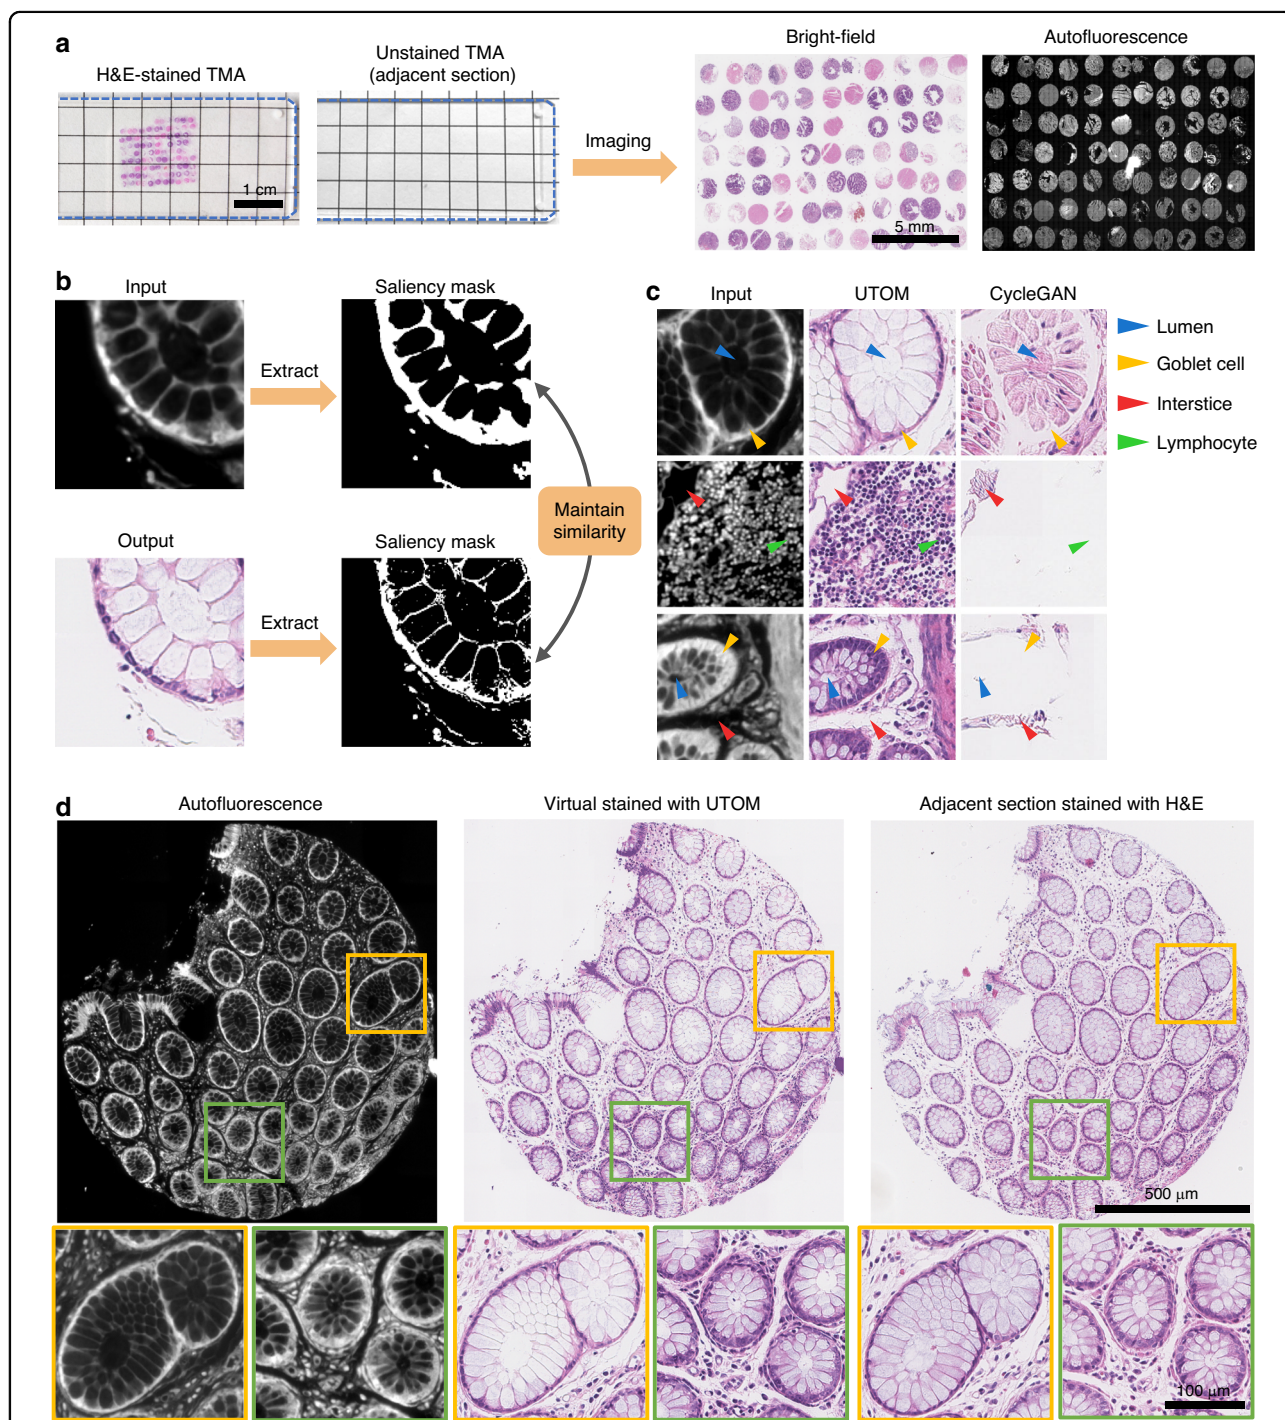 a
H&E-stained TMA
Unstained TMA
(adjacent section)
1 cm
Imaging
Bright-field
Autofluorescence
5 mm
b
Input
Saliency mask
Extract
Maintain
similarity
Output
Saliency mask
Extract
c
Input
UTOM
CycleGAN
Lumen
Goblet cell
Interstice
Lymphocyte
d
Autofluorescence
Virtual stained with UTOM
Adjacent section stained with H&E
500 μm
100 μm